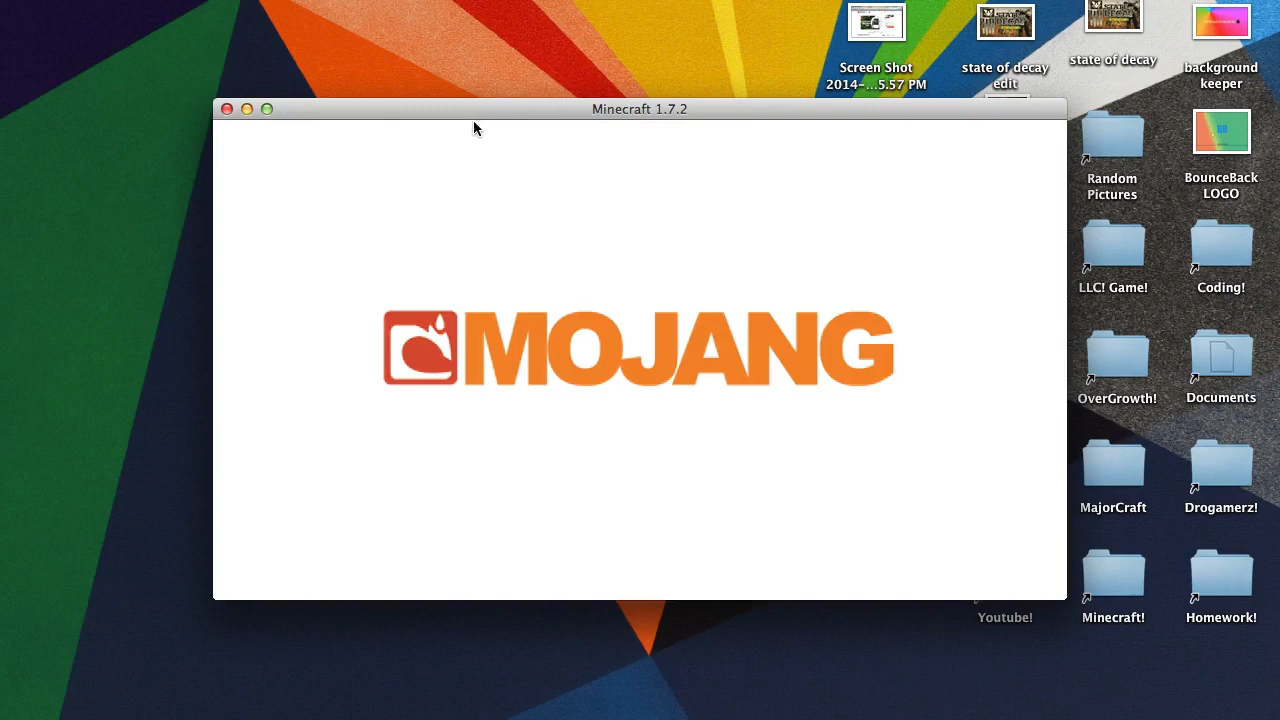 Screen Shot
2014-...5.57 PM
state of decay
edit
state of decay
background
keeper
Minecraft 1.7.2
MOJANG
Random
Pictures
BounceBack
LOGO
LLC! Game!
Coding!
OverGrowth!
Documents
MajorCraft
Drogamerz!
Youtube!
Minecraft!
Homework!